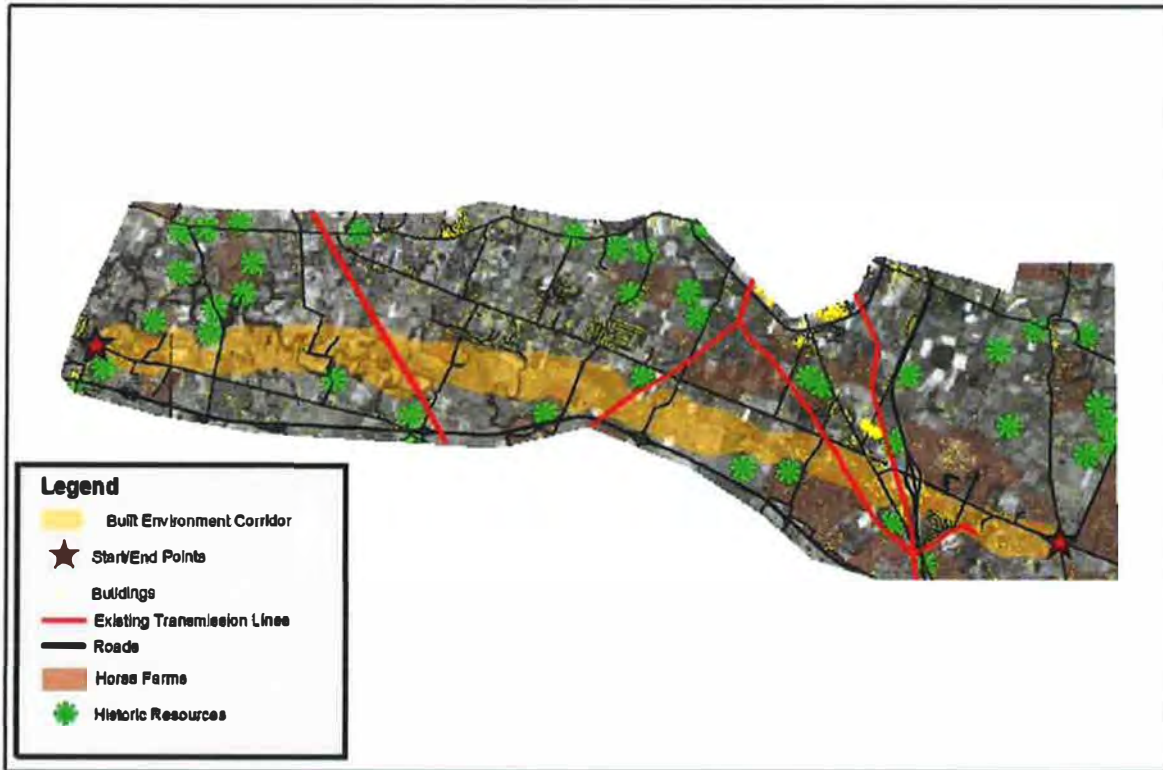 Legend
Built Environment Corridor
Start/End Points
Buildings
Existing Transmission Lines
Roads
Horse Farms
Historic Resources